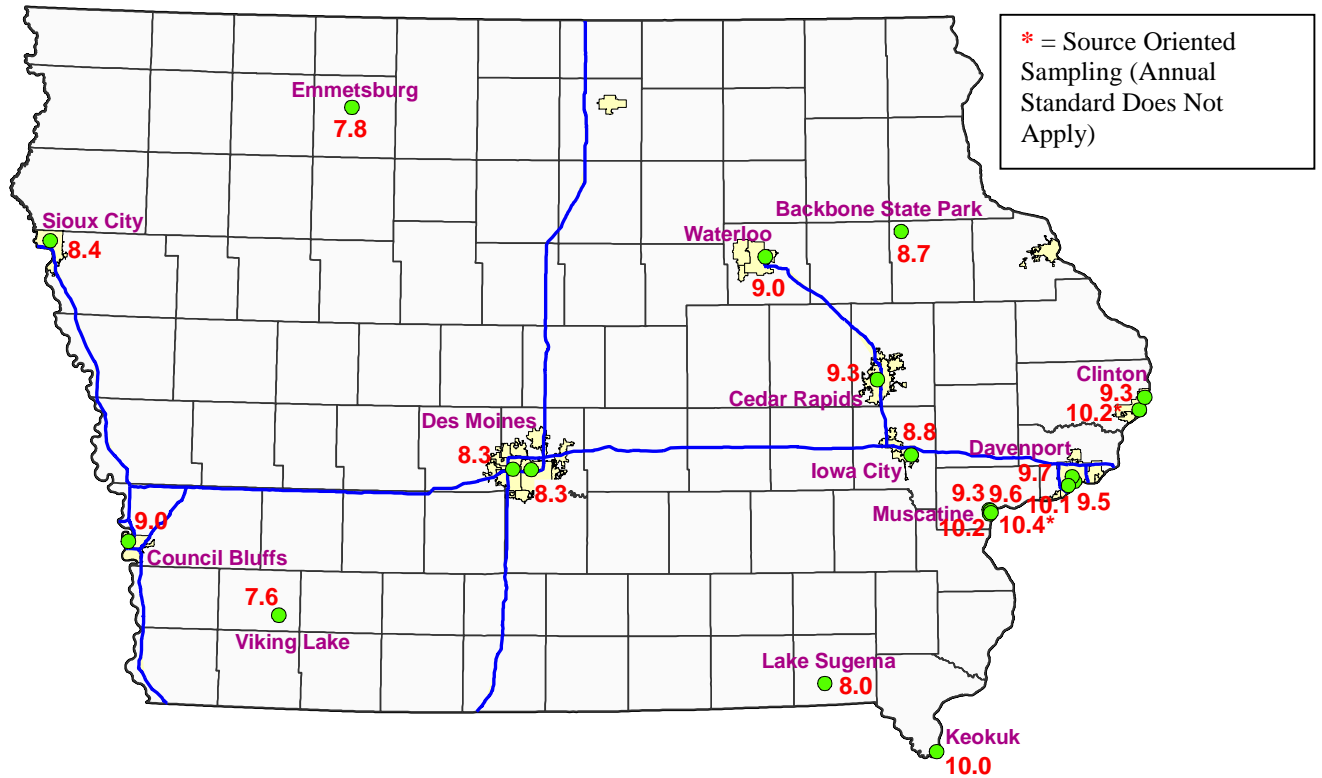 * = Source Oriented
Sampling (Annual
Standard Does Not
Apply)
Emmetsburg
7.8
Sioux City
8.4
Backbone State Park
8.7
Waterloo
9.0
Clinton
9.3
10.2*
9.3
Cedar Rapids
Des Moines
8.3
8.3
8.8
Iowa City
Davenport
9.7
10.1
9.5
9.3
9.6
Muscatine
10.2
10.4*
9.0
Council Bluffs
7.6
Viking Lake
Lake Sugema
8.0
Keokuk
10.0